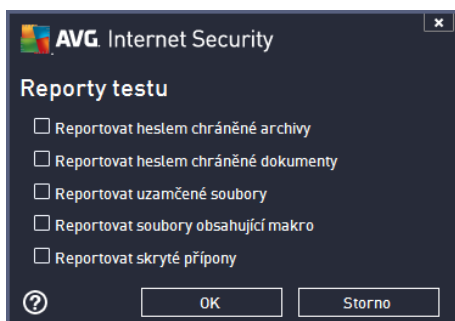 AVG. Internet Security
Reporty testu
Reportovat heslem chráněné archivy
Reportovat heslem chráněné dokumenty
Reportovat uzamčené soubory
Reportovat soubory obsahující makro
Reportovat skryté přípony
? OK Storno